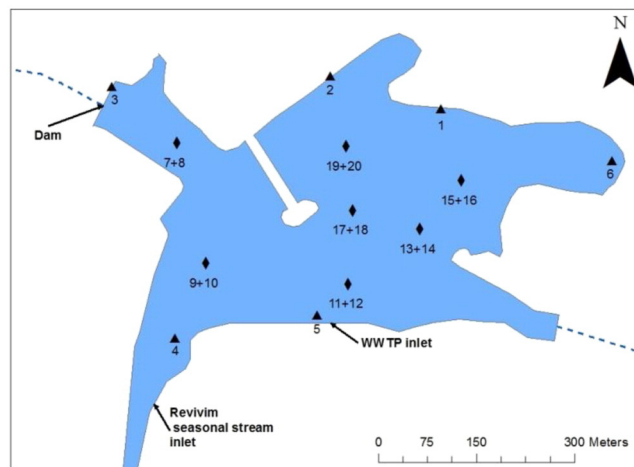 N
3
Dam
2
1
7+8
19+20
6
15+16
17+18
13+14
9+10
11+12
5
WWTP inlet
4
Revivim
seasonal stream
inlet
0 75 150 300 Meters